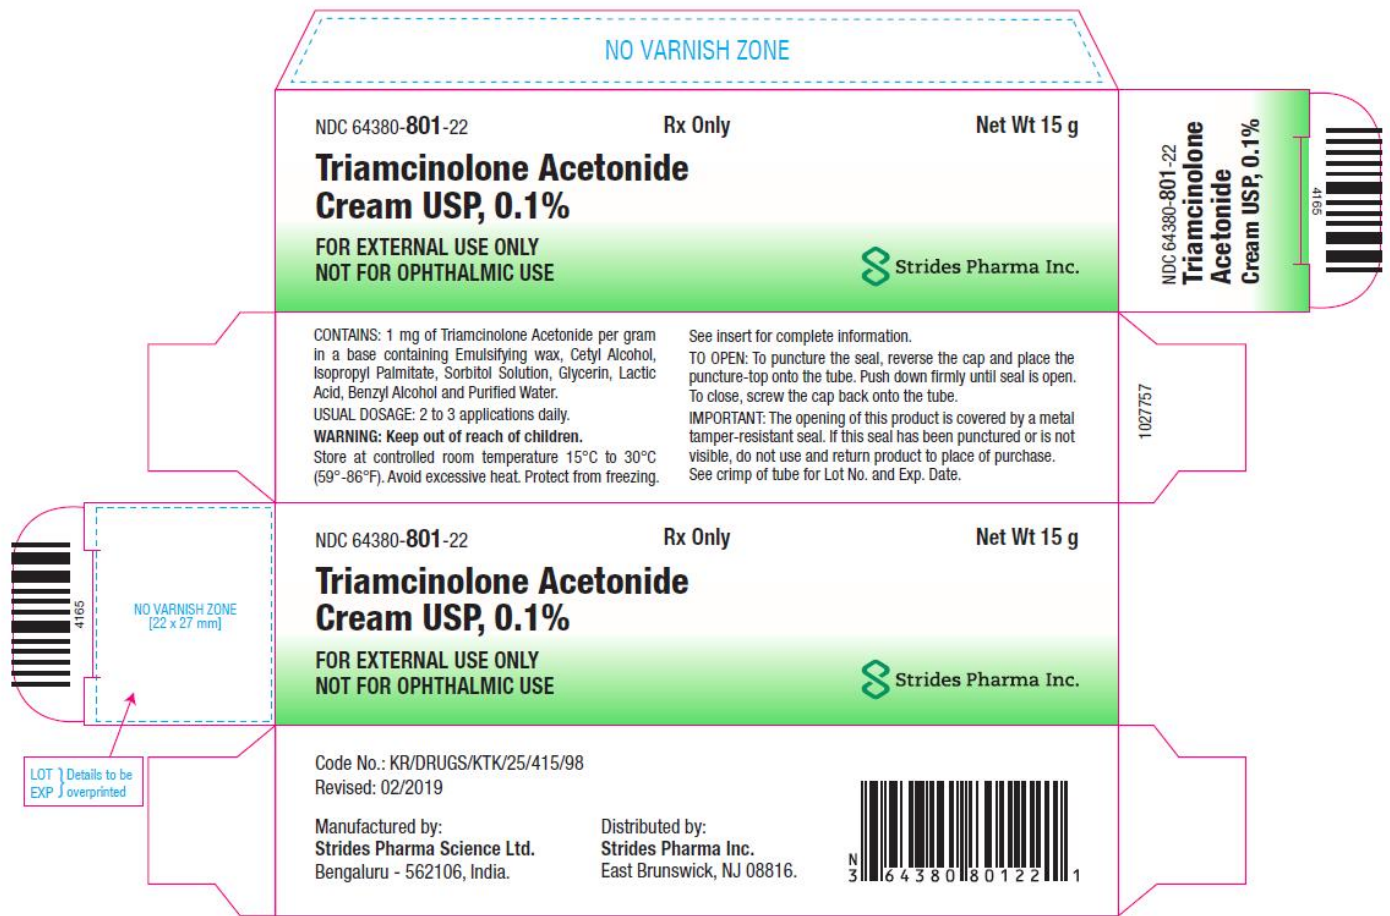 NO VARNISH ZONE
NDC 64380-801-22
Rx Only
Net Wt 15 g
Triamcinolone Acetonide
Cream USP, 0.1%
FOR EXTERNAL USE ONLY
NOT FOR OPHTHALMIC USE
Strides Pharma Inc.
NDC 64380-801-22
Triamcinolone
Acetonide
Cream USP, 0.1%
4165
CONTAINS: 1 mg of Triamcinolone Acetonide per gram
in a base containing Emulsifying wax, Cetyl Alcohol,
Isopropyl Palmitate, Sorbitol Solution, Glycerin, Lactic
Acid, Benzyl Alcohol and Purified Water.
USUAL DOSAGE: 2 to 3 applications daily.
WARNING: Keep out of reach of children.
Store at controlled room temperature 15°C to 30°C
(59°-86°F). Avoid excessive heat. Protect from freezing.
See insert for complete information.
TO OPEN: To puncture the seal, reverse the cap and place the
puncture-top onto the tube. Push down firmly until seal is open.
To close, screw the cap back onto the tube.
IMPORTANT: The opening of this product is covered by a metal
tamper-resistant seal. If this seal has been punctured or is not
visible, do not use and return product to place of purchase.
See crimp of tube for Lot No. and Exp. Date.
1027757
4165
NO VARNISH ZONE
[22 x 27 mm]
NDC 64380-801-22
Rx Only
Net Wt 15 g
Triamcinolone Acetonide
Cream USP, 0.1%
FOR EXTERNAL USE ONLY
NOT FOR OPHTHALMIC USE
Strides Pharma Inc.
LOT } Details to be
EXP } overprinted
Code No.: KR/DRUGS/KTK/25/415/98
Revised: 02/2019
Manufactured by:
Strides Pharma Science Ltd.
Bengaluru - 562106, India.
Distributed by:
Strides Pharma Inc.
East Brunswick, NJ 08816.
N
3 64380 80122 1